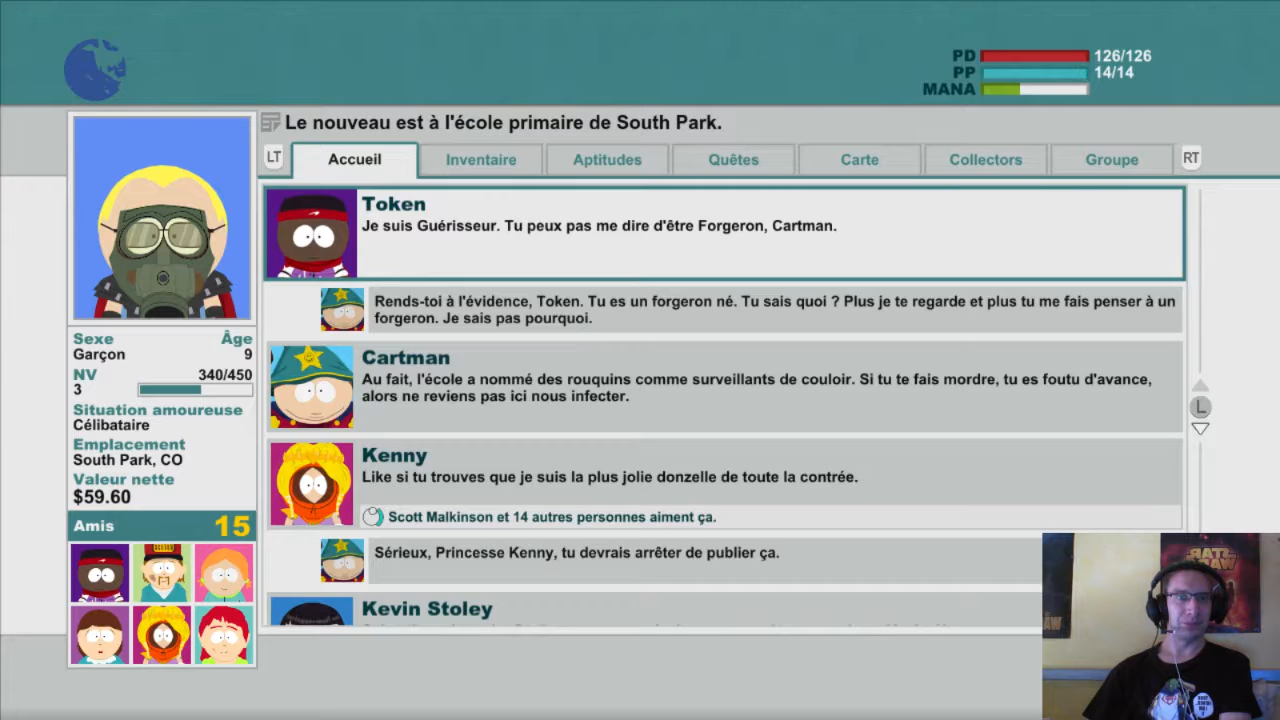 PD 126/126
PP 14/14
MANA
Le nouveau est à l'école primaire de South Park.
LT Accueil Inventaire Aptitudes Quêtes Carte Collectors Groupe RT
Token
Je suis Guérisseur. Tu peux pas me dire d'être Forgeron, Cartman.
Rends-toi à l'évidence, Token. Tu es un forgeron né. Tu sais quoi ? Plus je te regarde et plus tu me fais penser à un
forgeron. Je sais pas pourquoi.
Cartman
Au fait, l'école a nommé des rouquins comme surveillants de couloir. Si tu te fais mordre, tu es foutu d'avance,
alors ne reviens pas ici nous infecter.
Kenny
Like si tu trouves que je suis la plus jolie donzelle de toute la contrée.
Scott Malkinson et 14 autres personnes aiment ça.
Sérieux, Princesse Kenny, tu devrais arrêter de publier ça.
Kevin Stoley
L
Sexe Âge
Garçon 9
NV 340/450
3
Situation amoureuse
Célibataire
Emplacement
South Park, CO
Valeur nette
$59.60
Amis 15
STAR
WAR